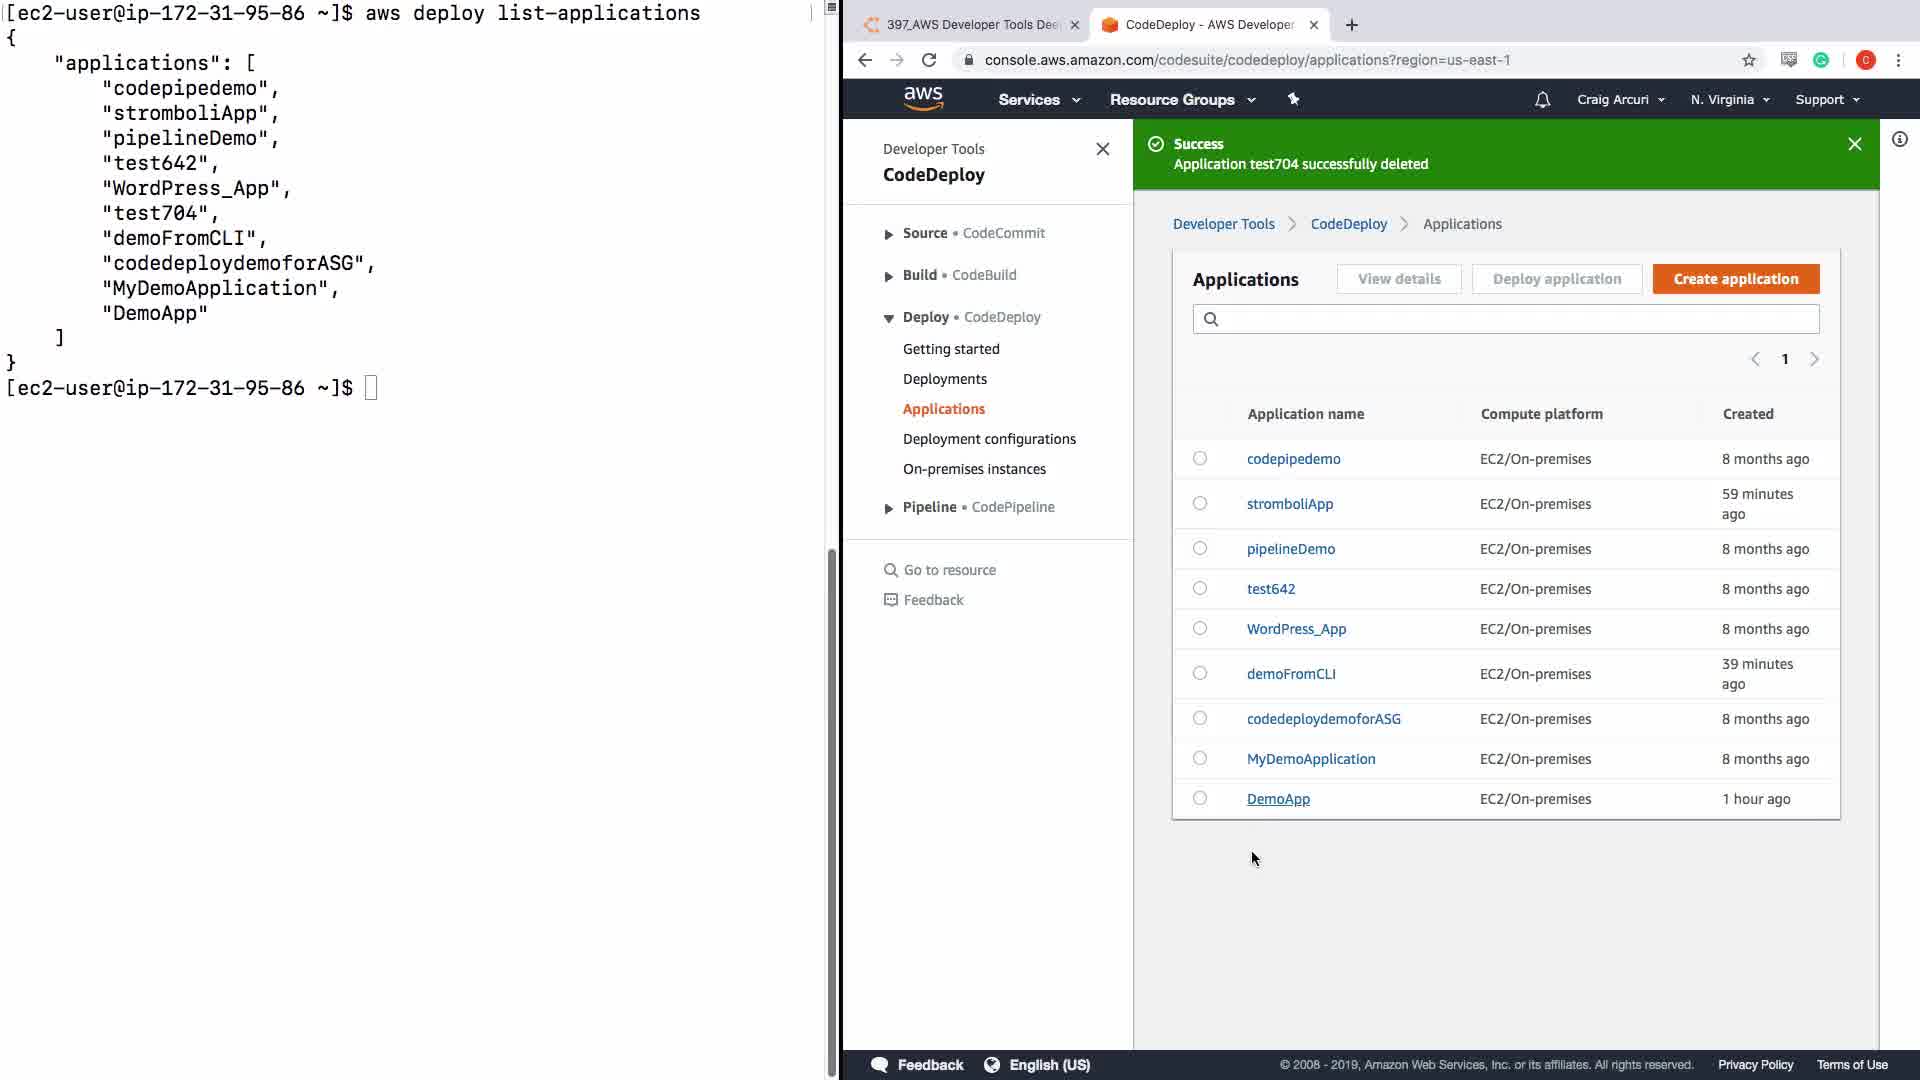 [ec2-user@ip-172-31-95-86 ~]$ aws deploy list-applications
{
    "applications": [
        "codepipedemo",
        "stromboliApp",
        "pipelineDemo",
        "test642",
        "WordPress_App",
        "test704",
        "demoFromCLI",
        "codedeploydemoforASG",
        "MyDemoApplication",
        "DemoApp"
    ]
}
[ec2-user@ip-172-31-95-86 ~]$
397_AWS Developer Tools Dee
CodeDeploy - AWS Developer
console.aws.amazon.com/codesuite/codedeploy/applications?region=us-east-1
aws Services Resource Groups Craig Arcuri N. Virginia Support
Developer Tools
CodeDeploy
Source • CodeCommit
Build • CodeBuild
Deploy • CodeDeploy
Getting started
Deployments
Applications
Deployment configurations
On-premises instances
Pipeline • CodePipeline
Go to resource
Feedback
Success
Application test704 successfully deleted
Developer Tools > CodeDeploy > Applications
Applications View details Deploy application Create application
< 1 >
Application name Compute platform Created
codepipedemo EC2/On-premises 8 months ago
stromboliApp EC2/On-premises 59 minutes ago
pipelineDemo EC2/On-premises 8 months ago
test642 EC2/On-premises 8 months ago
WordPress_App EC2/On-premises 8 months ago
demoFromCLI EC2/On-premises 39 minutes ago
codedeploydemoforASG EC2/On-premises 8 months ago
MyDemoApplication EC2/On-premises 8 months ago
DemoApp EC2/On-premises 1 hour ago
Feedback English (US) © 2008 - 2019, Amazon Web Services, Inc. or its affiliates. All rights reserved. Privacy Policy Terms of Use